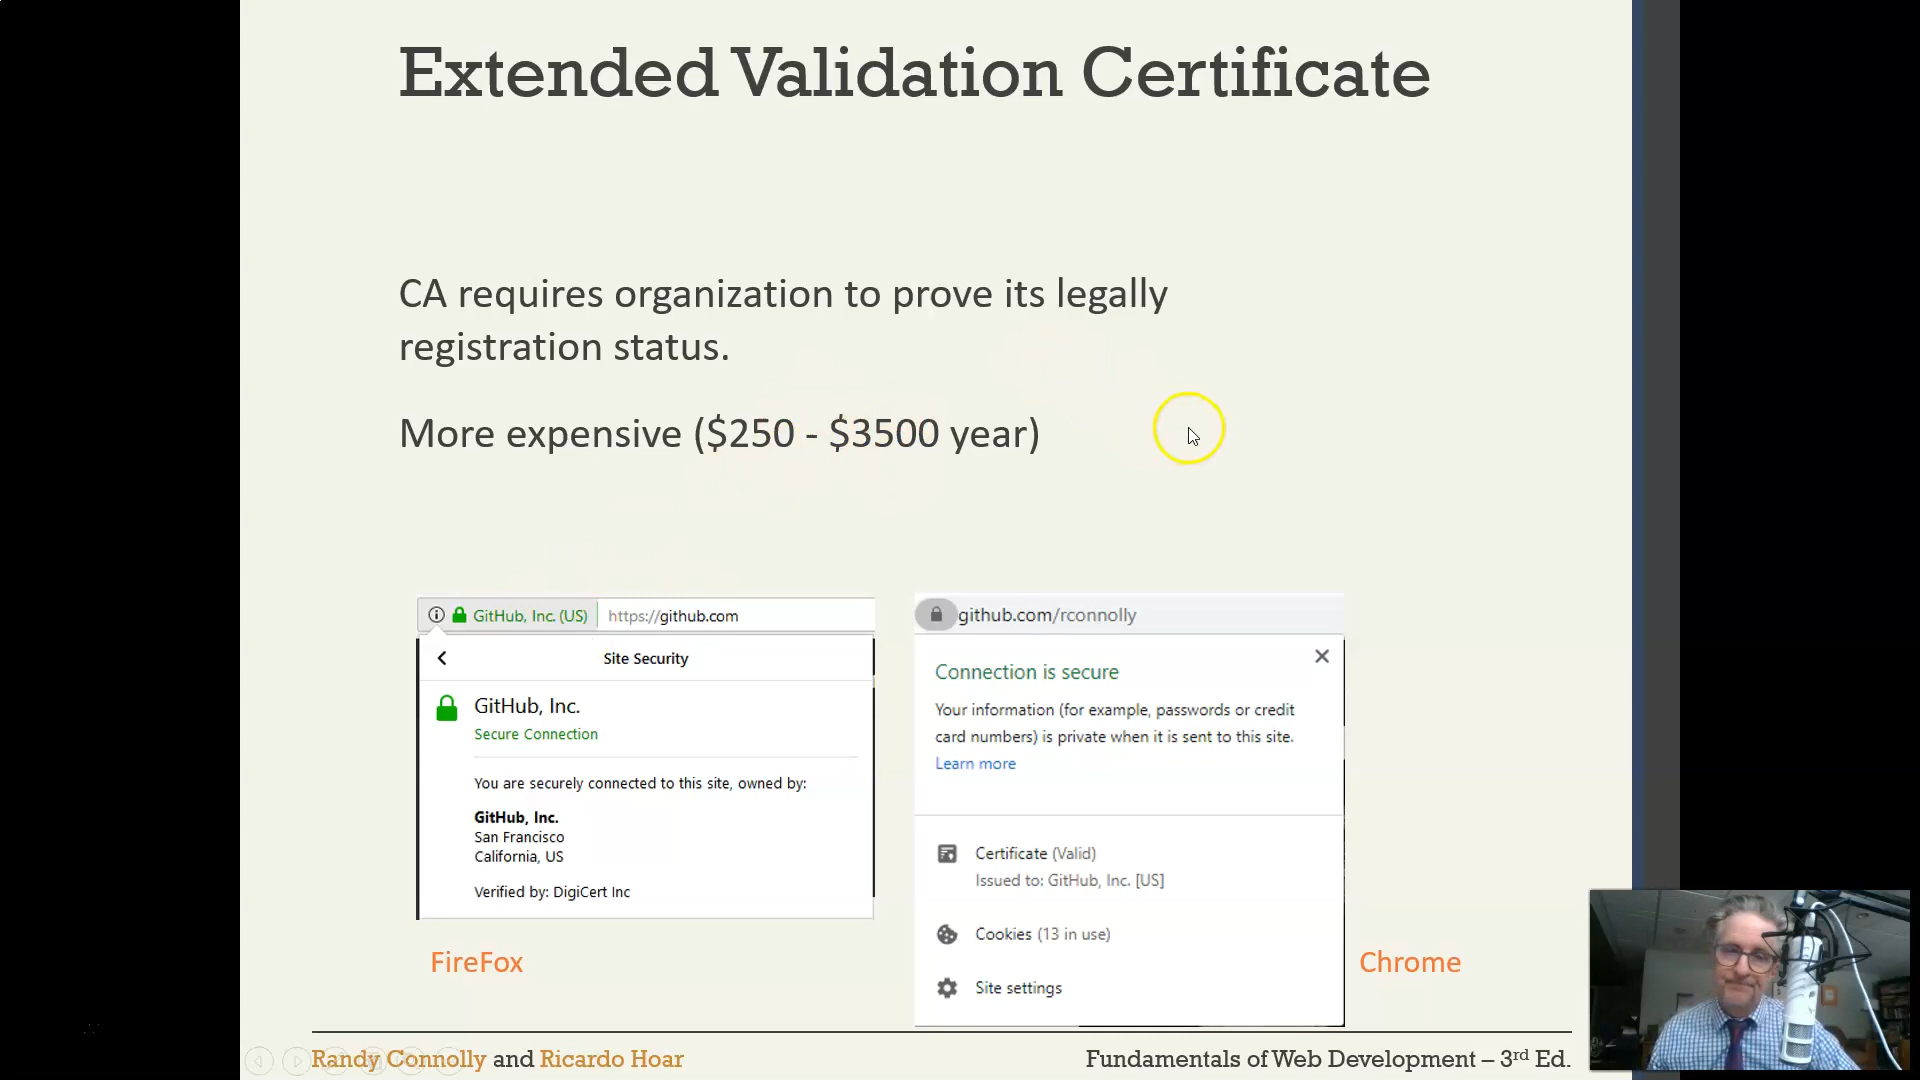 Extended Validation Certificate
CA requires organization to prove its legally
registration status.
More expensive ($250 - $3500 year)
GitHub, Inc. (US) https://github.com
Site Security
GitHub, Inc.
Secure Connection
You are securely connected to this site, owned by:
GitHub, Inc.
San Francisco
California, US
Verified by: DigiCert Inc
FireFox
github.com/rconnolly
Connection is secure
Your information (for example, passwords or credit
card numbers) is private when it is sent to this site.
Learn more
Certificate (Valid)
Issued to: GitHub, Inc. [US]
Cookies (13 in use)
Site settings
Chrome
Randy Connolly and Ricardo Hoar
Fundamentals of Web Development – 3rd Ed.